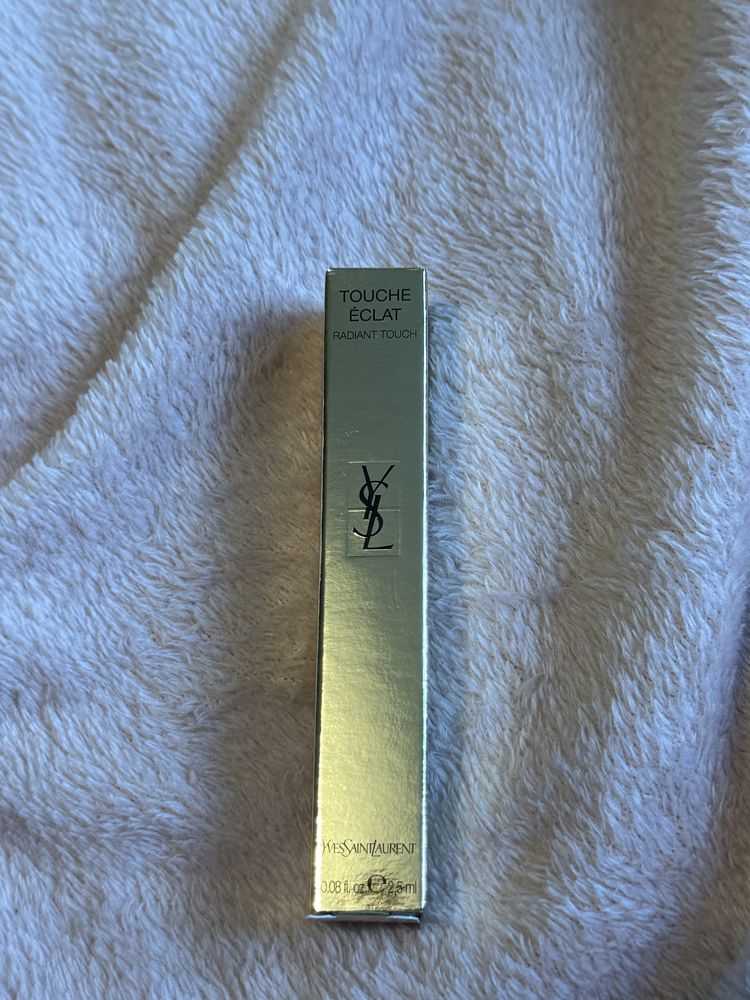 TOUCHE
ÉCLAT
RADIANT TOUCH
YSL
YVESSAINTLAURENT
0.08 fl. oz e 2,5 ml